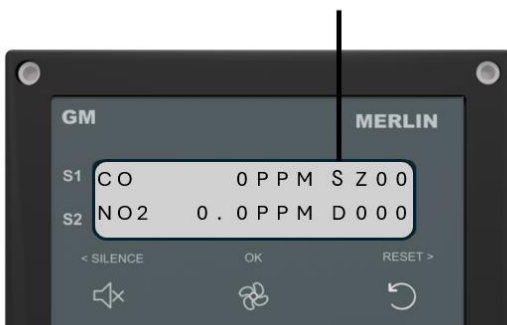 GM MERLIN
S1 CO 0PPM SZ00
S2 NO2 0.0PPM D000
< SILENCE OK RESET >